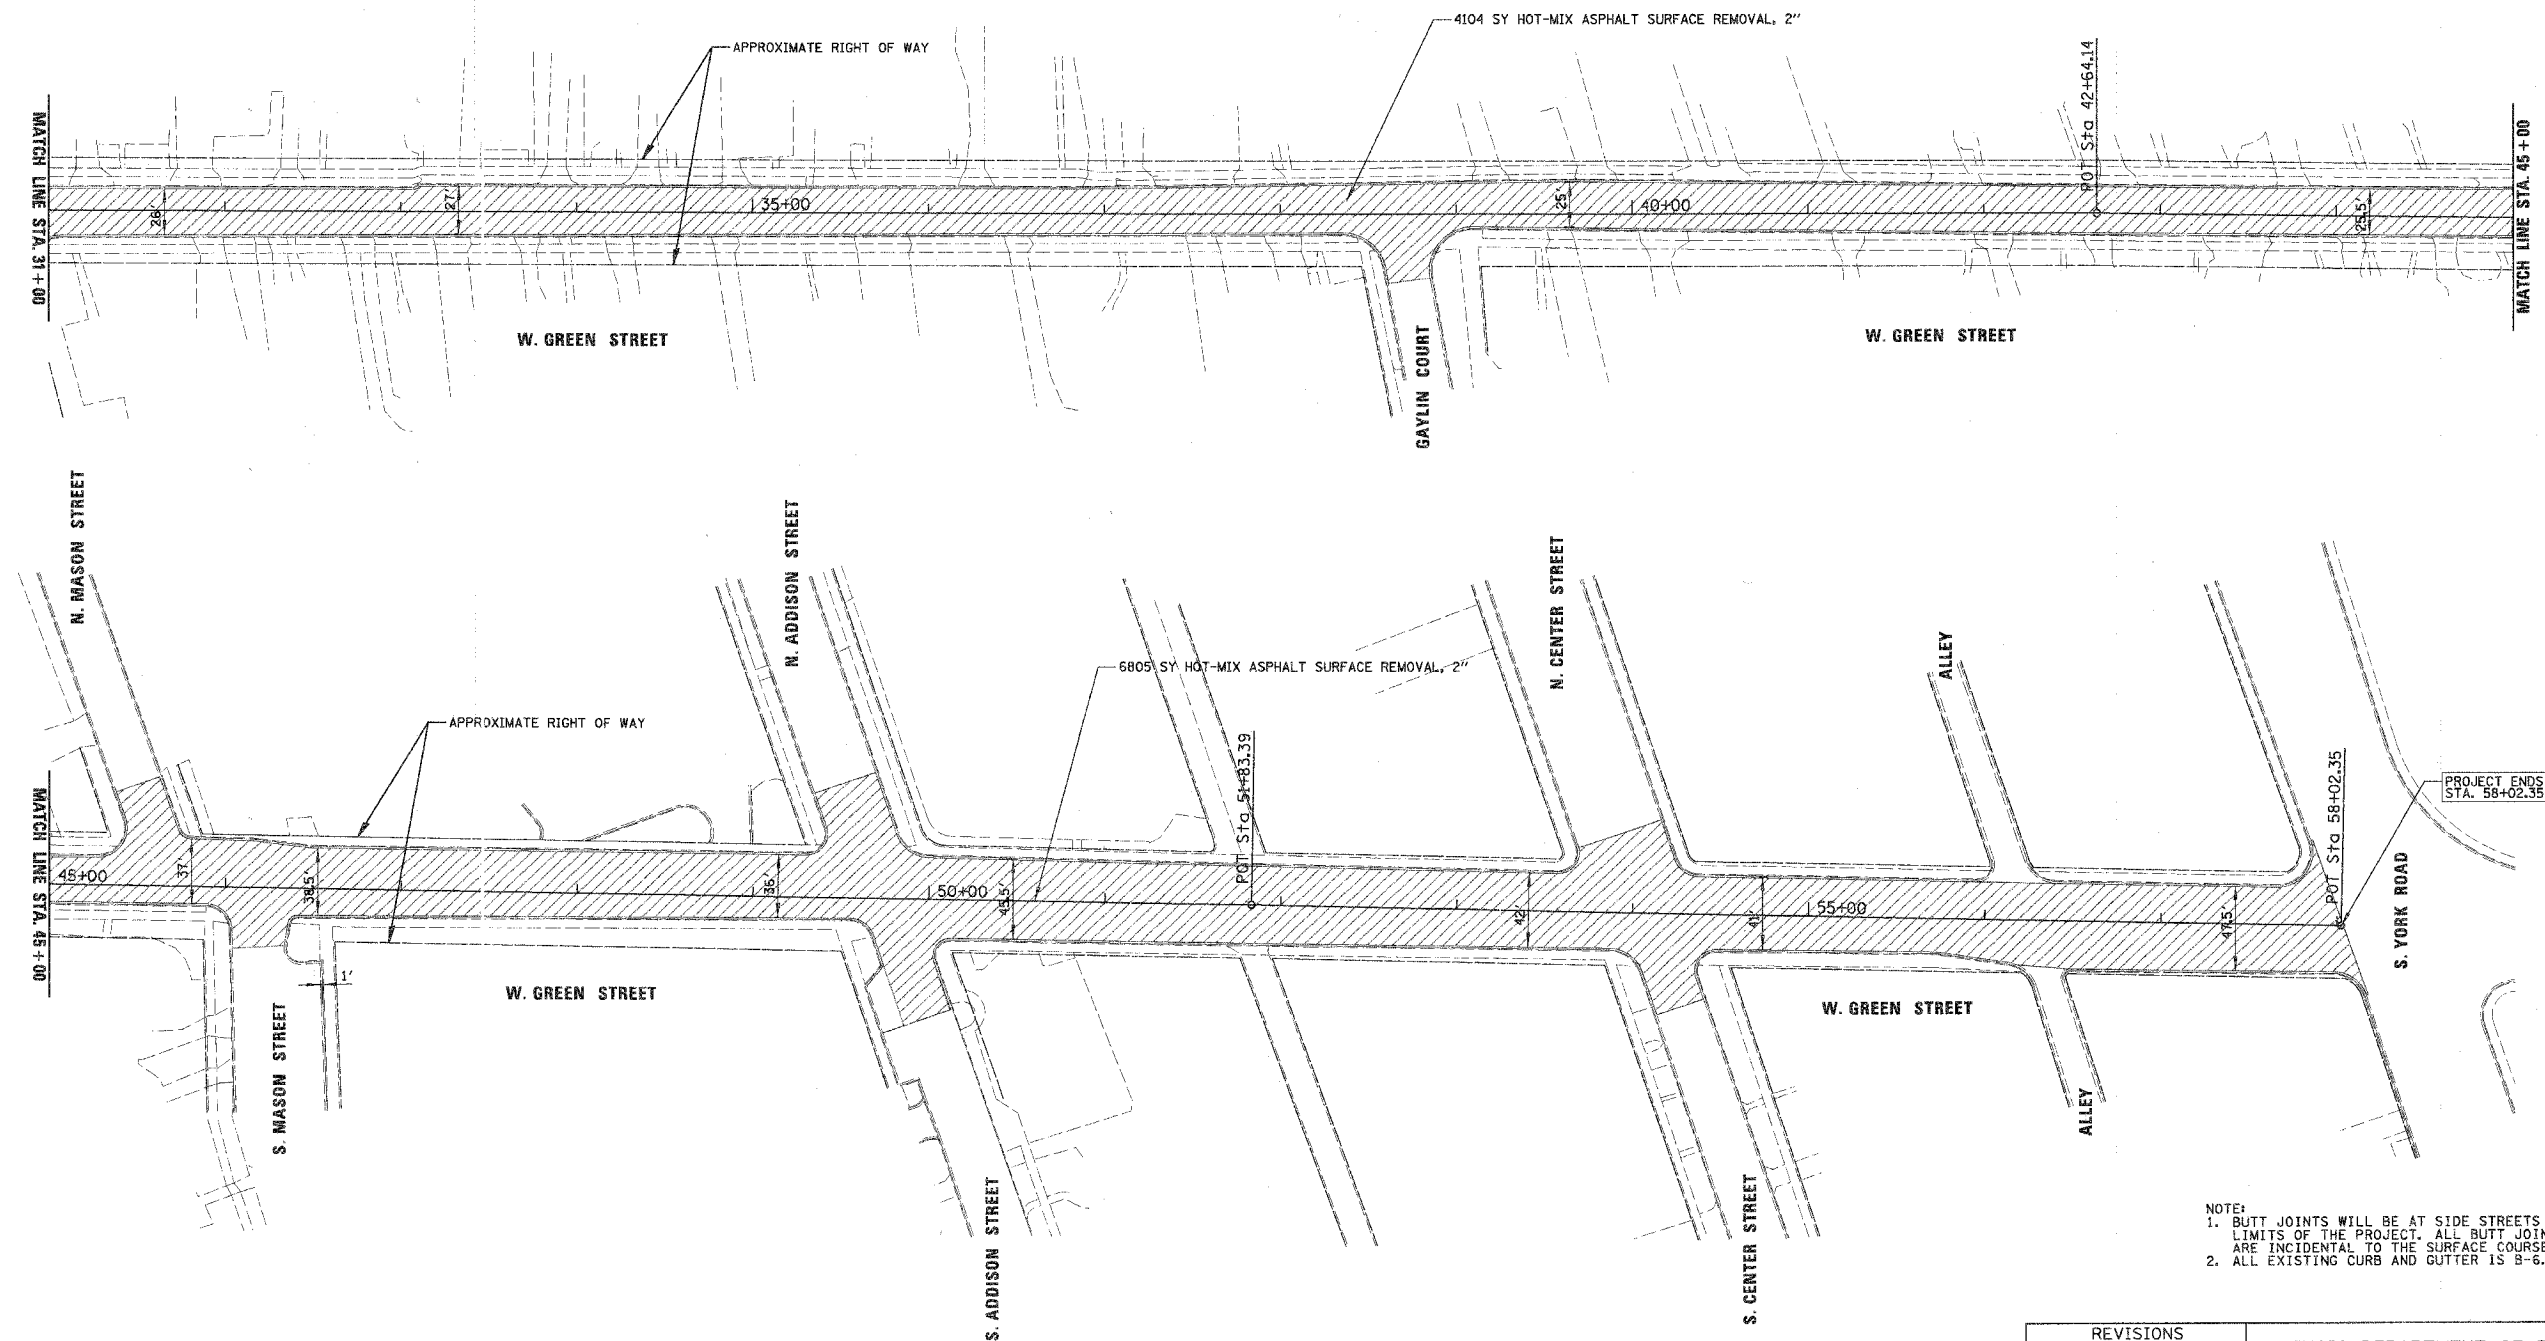 4104 SY HOT-MIX ASPHALT SURFACE REMOVAL, 2"
APPROXIMATE RIGHT OF WAY
POT Sta 42+64.14
MATCH LINE STA. 31+00
MATCH LINE STA. 45+00
26'
27'
35+00
25'
40+00
25.5'
W. GREEN STREET
GAYLIN COURT
W. GREEN STREET
N. MASON STREET
N. ADDISON STREET
N. CENTER STREET
ALLEY
6805 SY HOT-MIX ASPHALT SURFACE REMOVAL, 2"
APPROXIMATE RIGHT OF WAY
POT Sta 51+83.39
POT Sta 58+02.35
PROJECT ENDS
STA. 58+02.35
MATCH LINE STA. 45+00
45+00
37'
38.5'
36'
50+00
45.5'
42'
41'
55+00
47.5'
S. YORK ROAD
1'
W. GREEN STREET
W. GREEN STREET
S. MASON STREET
S. ADDISON STREET
S. CENTER STREET
ALLEY
NOTE:
1. BUTT JOINTS WILL BE AT SIDE STREETS
LIMITS OF THE PROJECT. ALL BUTT
ARE INCIDENTAL TO THE SURFACE COURSE
2. ALL EXISTING CURB AND GUTTER IS B-6.
REVISIONS